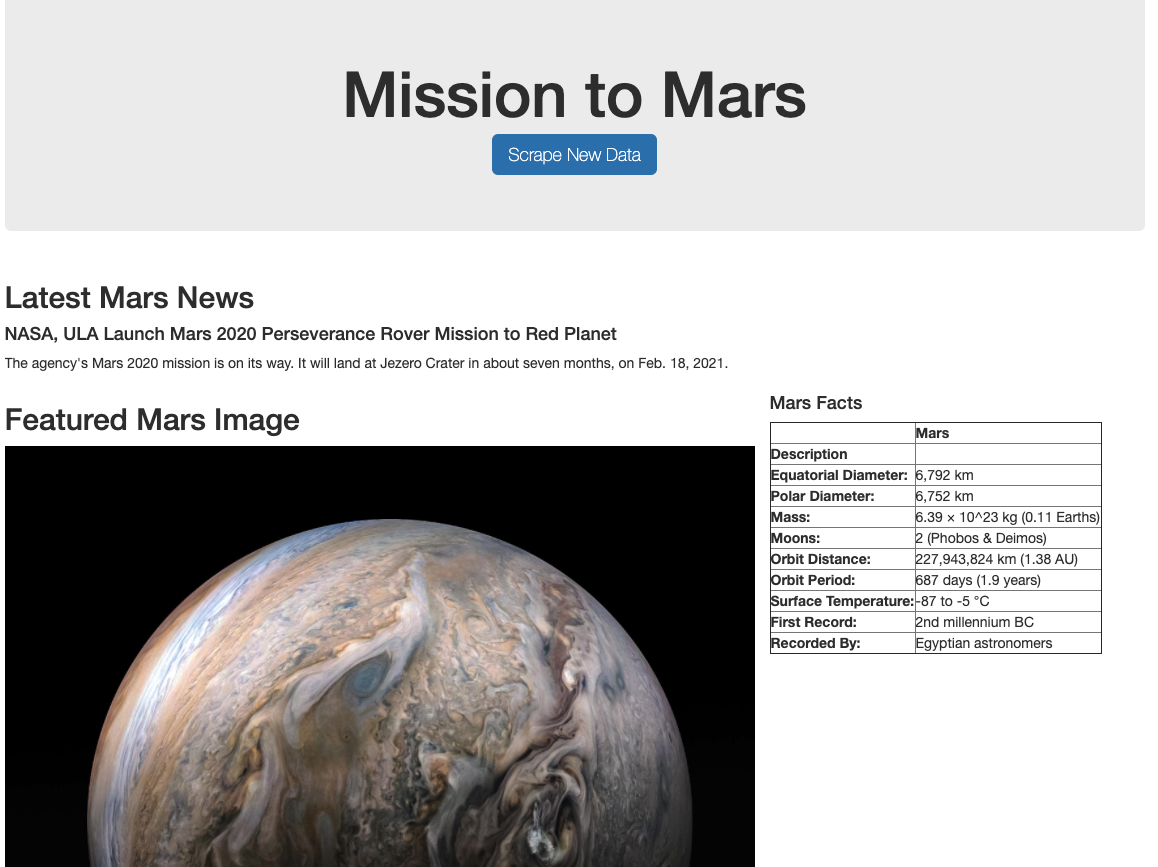 Mission to Mars
Scrape New Data
Latest Mars News
NASA, ULA Launch Mars 2020 Perseverance Rover Mission to Red Planet
The agency's Mars 2020 mission is on its way. It will land at Jezero Crater in about seven months, on Feb. 18, 2021.
Featured Mars Image
Mars Facts
Mars
Description
Equatorial Diameter: 6,792 km
Polar Diameter: 6,752 km
Mass: 6.39 × 10^23 kg (0.11 Earths)
Moons: 2 (Phobos & Deimos)
Orbit Distance: 227,943,824 km (1.38 AU)
Orbit Period: 687 days (1.9 years)
Surface Temperature: -87 to -5 °C
First Record: 2nd millennium BC
Recorded By: Egyptian astronomers